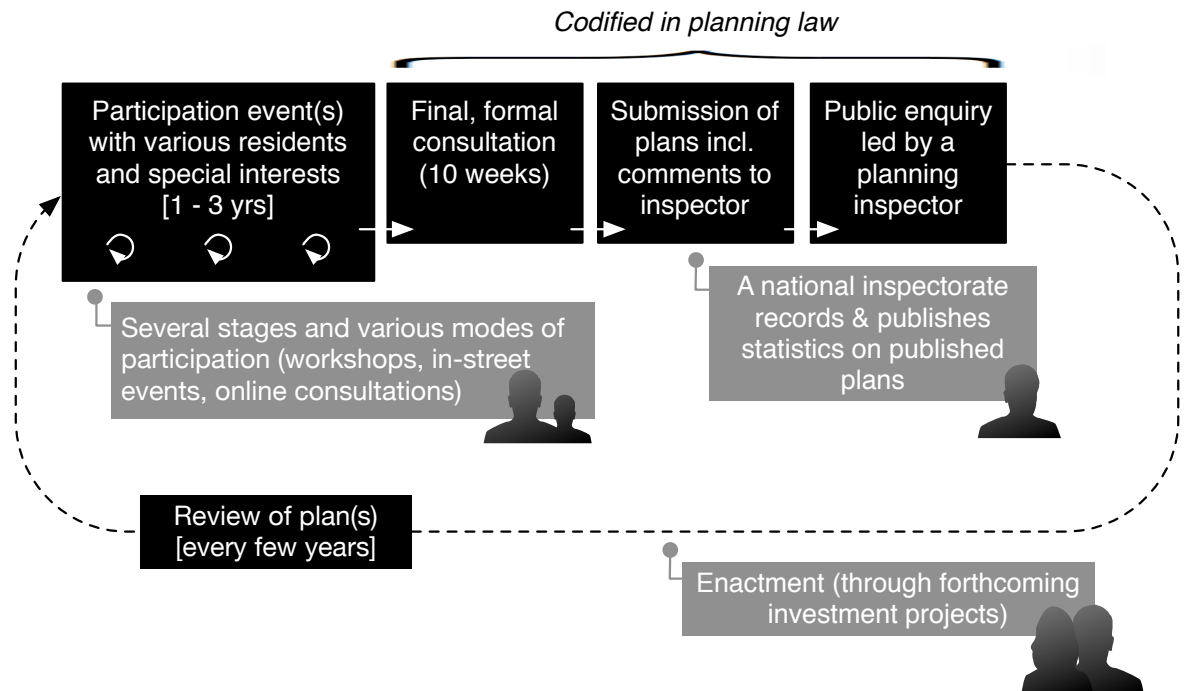 Codified in planning law
Participation event(s)
with various residents
and special interests
[1 - 3 yrs]
Final, formal
consultation
(10 weeks)
Submission of
plans incl.
comments to
inspector
Public enquiry
led by a
planning
inspector
Several stages and various modes of
participation (workshops, in-street
events, online consultations)
A national inspectorate
records & publishes
statistics on published
plans
Review of plan(s)
[every few years]
Enactment (through forthcoming
investment projects)